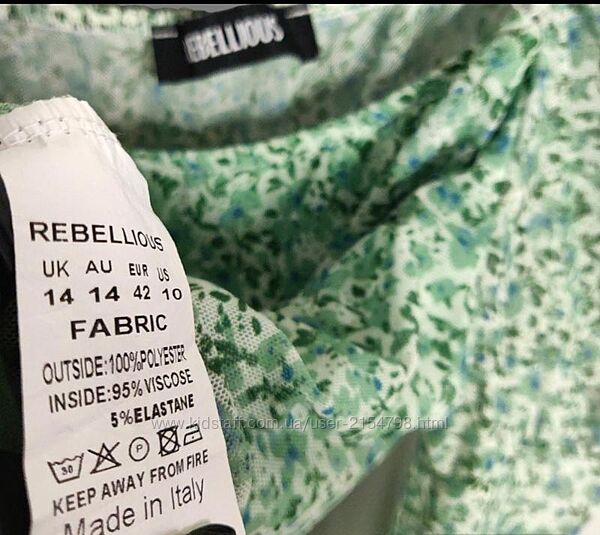 REBELLIOUS
REBELLIOUS
UK AU EUR US
14 14 42 10
FABRIC
OUTSIDE:100%POLYESTER
INSIDE:95%VISCOSE
5%ELASTANE
www.kidstaff.com.ua/user-2154798.html
30 P
KEEP AWAY FROM FIRE
Made in Italy